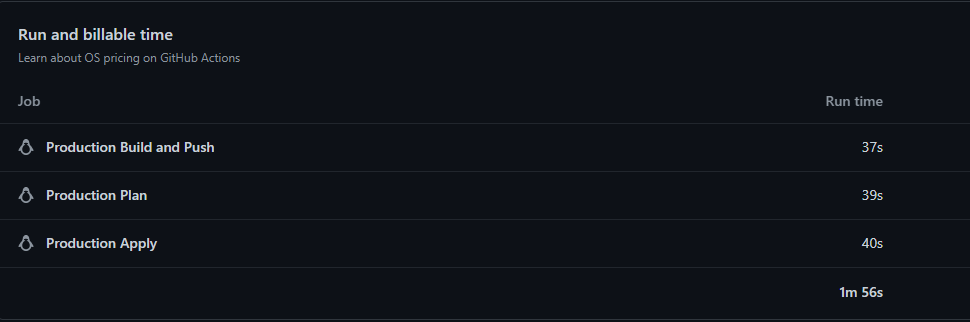 Run and billable time
Learn about OS pricing on GitHub Actions
Job Run time
Production Build and Push 37s
Production Plan 39s
Production Apply 40s
1m 56s